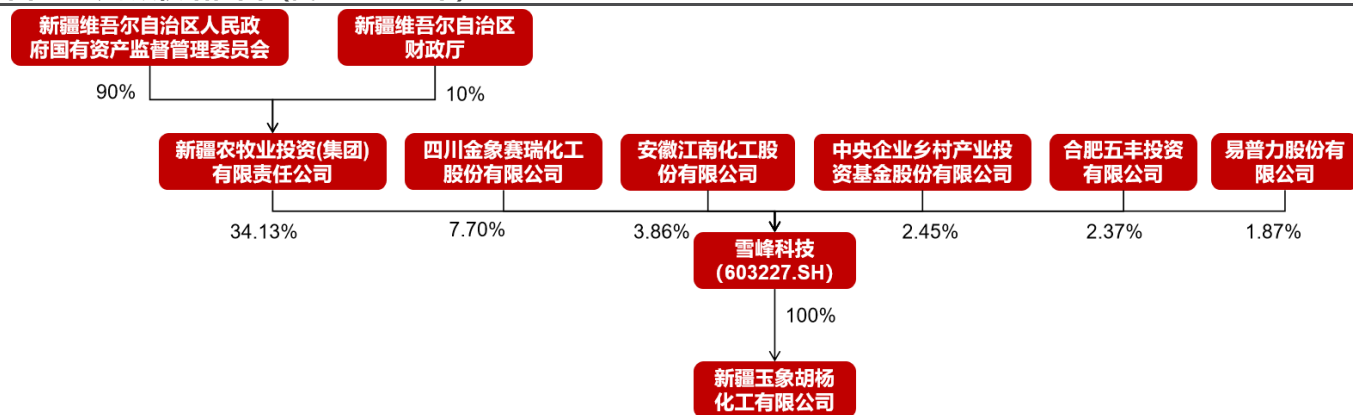 新疆维吾尔自治区人民政
府国有资产监督管理委员会
新疆维吾尔自治区
财政厅
90%
10%
新疆农牧业投资(集团)
有限责任公司
四川金象赛瑞化工
股份有限公司
安徽江南化工股
份有限公司
中央企业乡村产业投
资基金股份有限公司
合肥五丰投资
有限公司
易普力股份有
限公司
34.13%
7.70%
3.86%
2.45%
2.37%
1.87%
雪峰科技
(603227.SH)
100%
新疆玉象胡杨
化工有限公司